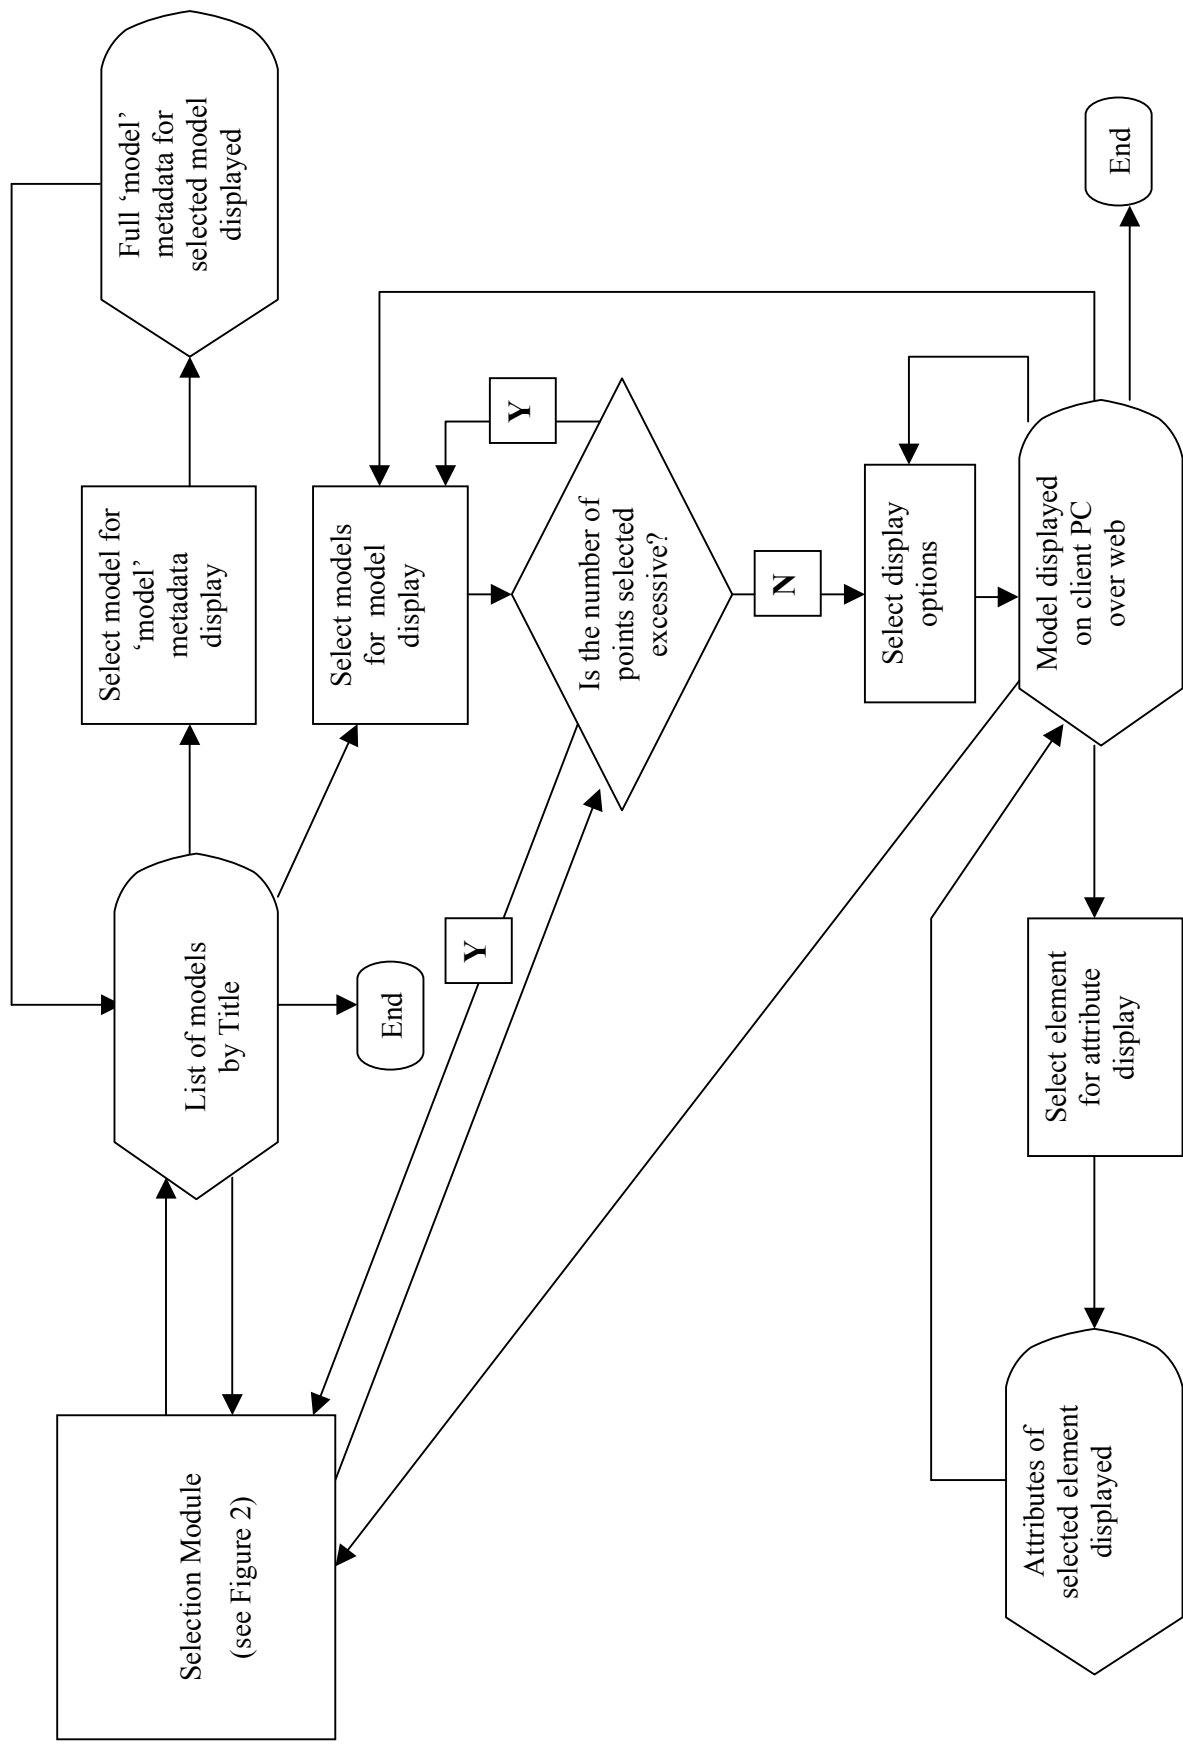 Selection Module
(see Figure 2)
List of models
by Title
Select model for
‘model’
metadata
display
Full ‘model’
metadata for
selected model
displayed
End
Select models
for  model
display
Y
Y
Is the number of
points selected
excessive?
N
Select display
options
Attributes of
selected element
displayed
Select element
for attribute
display
Model displayed
on client PC
over web
End